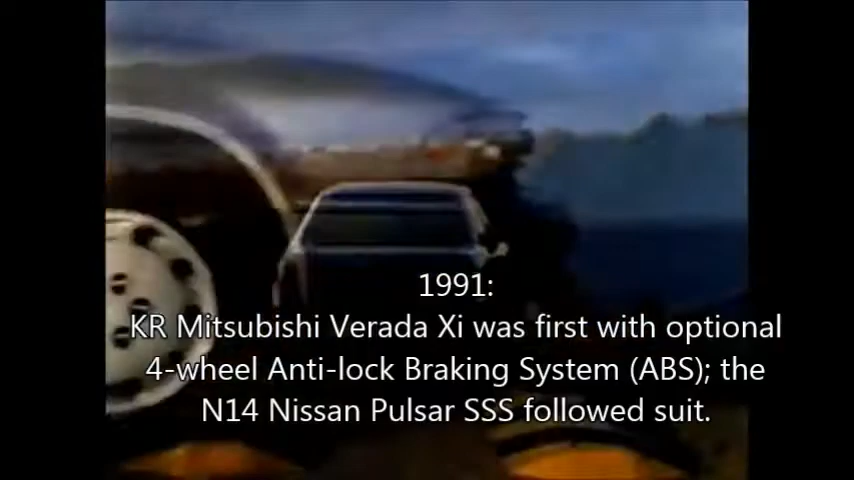 1991:
KR Mitsubishi Verada Xi was first with optional
4-wheel Anti-lock Braking System (ABS); the
N14 Nissan Pulsar SSS followed suit.